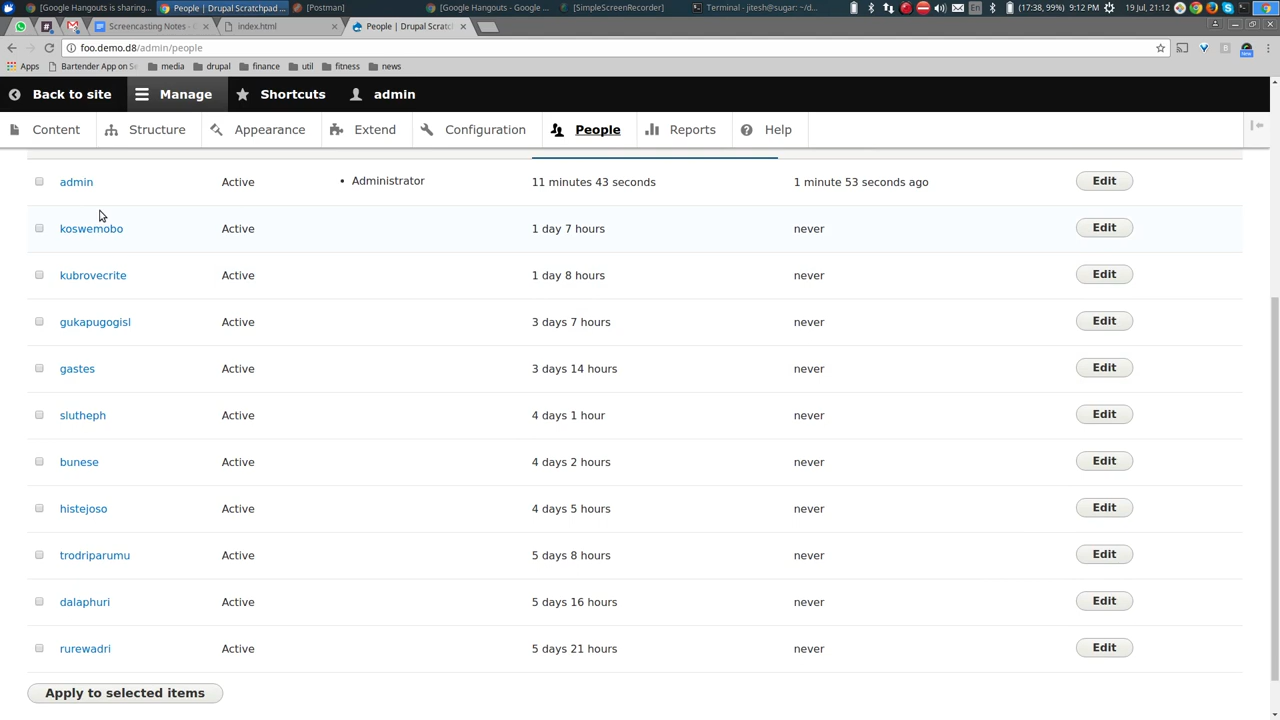 [Google Hangouts is sharing... People | Drupal Scratchpad ... [Postman] [Google Hangouts - Google ... [SimpleScreenRecorder] Terminal - jitesh@sugar: ~/d... En (17:38, 99%) 9:12 PM 19 Jul, 21:12
Screencasting Notes - G × index.html × People | Drupal Scratc ×
foo.demo.d8/admin/people
Apps Bartender App on Se media drupal finance util fitness news
Back to site Manage Shortcuts admin
Content Structure Appearance Extend Configuration People Reports Help
admin Active • Administrator 11 minutes 43 seconds 1 minute 53 seconds ago Edit
koswemobo Active 1 day 7 hours never Edit
kubrovecrite Active 1 day 8 hours never Edit
gukapugogisl Active 3 days 7 hours never Edit
gastes Active 3 days 14 hours never Edit
slutheph Active 4 days 1 hour never Edit
bunese Active 4 days 2 hours never Edit
histejoso Active 4 days 5 hours never Edit
trodriparumu Active 5 days 8 hours never Edit
dalaphuri Active 5 days 16 hours never Edit
rurewadri Active 5 days 21 hours never Edit
Apply to selected items